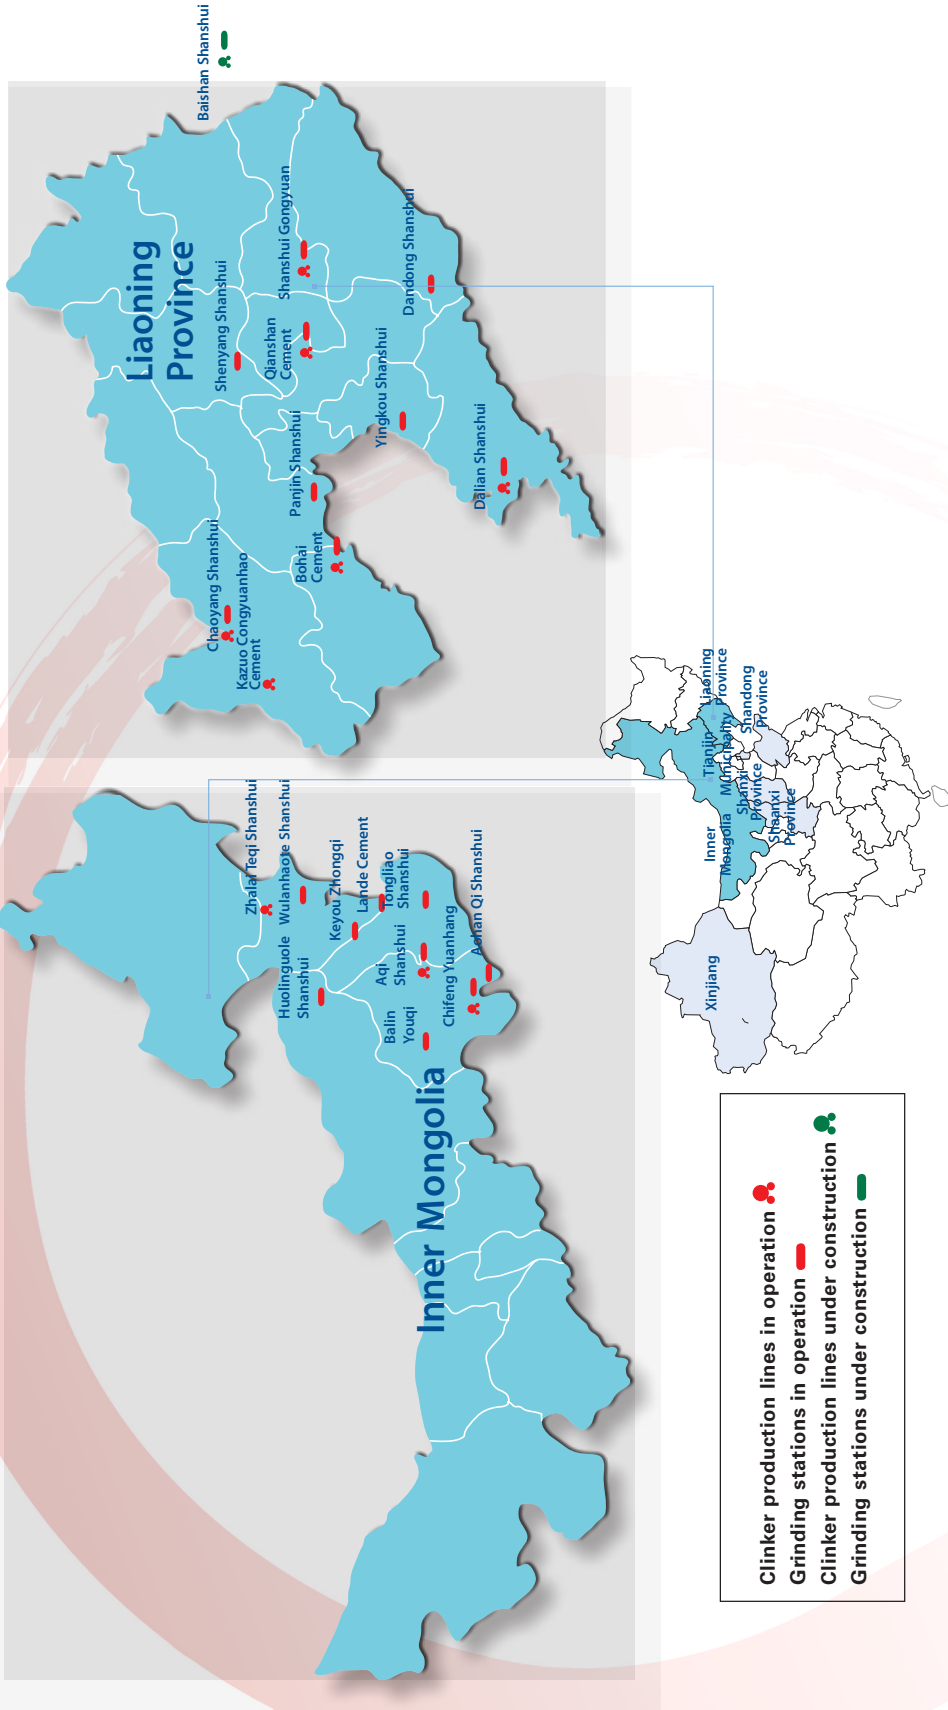 Baishan Shanshui
Liaoning
Province
Shenyang Shanshui
Shanshui Gongyuan
Qianshan
Cement
Dandong Shanshui
Yingkou Shanshui
Panjin Shanshui
Dalian Shanshui
Bohai
Cement
Chaoyang Shanshui
Kazuo Congyuanhao
Cement
Zhalai Teqi Shanshui
Wulanhaote Shanshui
Keyou Zhongqi
Lande Cement
Tongliao
Shanshui
Huolinguole
Shanshui
Aqi
Shanshui
Aohan Qi Shanshui
Chifeng Yuanhang
Balin
Youqi
Inner Mongolia
Liaoning
Province
Tianjin
Municipality
Shandong
Province
Shanxi
Province
Shaanxi
Province
Inner
Mongolia
Xinjiang
Clinker production lines in operation
Grinding stations in operation
Clinker production lines under construction
Grinding stations under construction